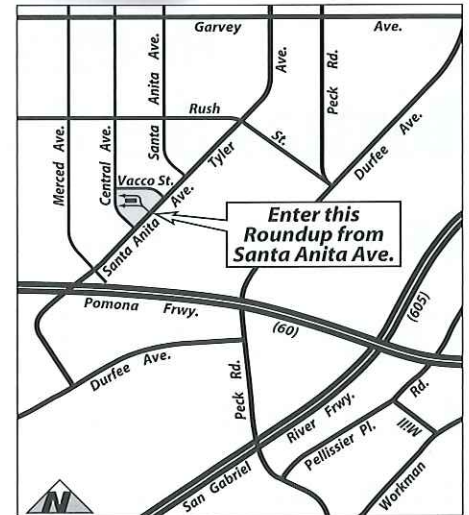 Garvey Ave.
Merced Ave.
Central Ave.
Santa Anita Ave.
Tyler Ave.
Peck Rd.
Rush St.
Durfee Ave.
Vacco St.
Santa Anita Ave.
Enter this
Roundup from
Santa Anita Ave.
Pomona Frwy. (60)
(605)
Durfee Ave.
Peck Rd.
San Gabriel River Frwy.
Pellissier Pl.
Workman Mill Rd.
N